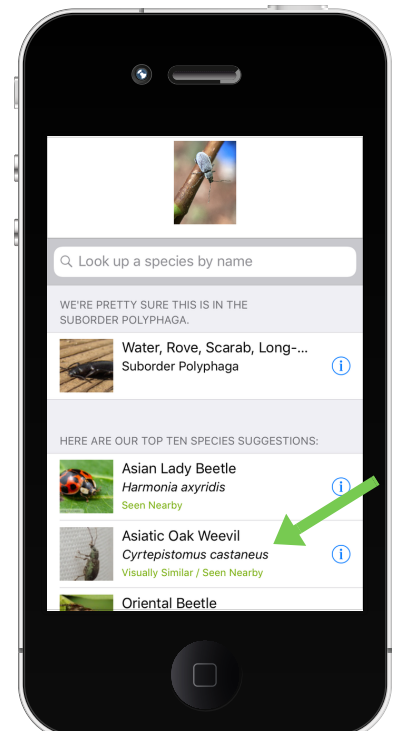 Look up a species by name
WE'RE PRETTY SURE THIS IS IN THE
SUBORDER POLYPHAGA.
Water, Rove, Scarab, Long-...
Suborder Polyphaga
HERE ARE OUR TOP TEN SPECIES SUGGESTIONS:
Asian Lady Beetle
Harmonia axyridis
Seen Nearby
Asiatic Oak Weevil
Cyrtepistomus castaneus
Visually Similar / Seen Nearby
Oriental Beetle